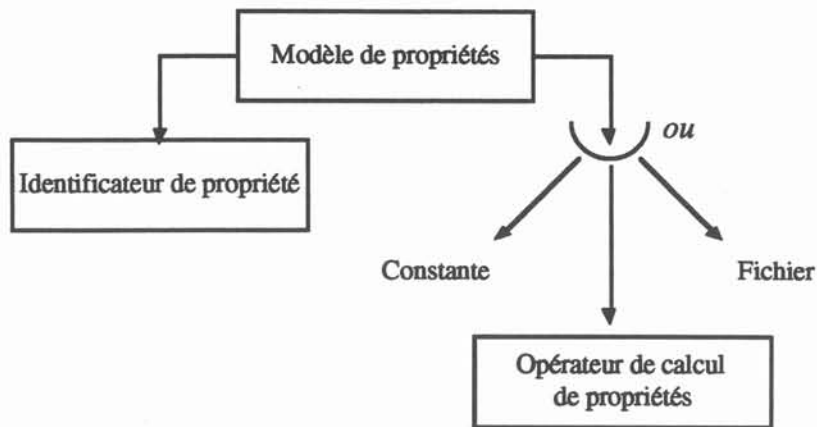 Modèle de propriétés
ou
Identificateur de propriété
Constante
Fichier
Opérateur de calcul
de propriétés